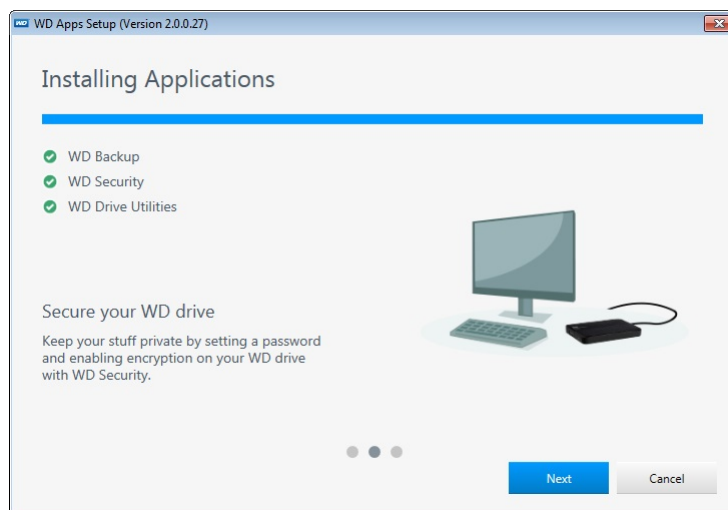 WD WD Apps Setup (Version 2.0.0.27)
Installing Applications
WD Backup
WD Security
WD Drive Utilities
Secure your WD drive
Keep your stuff private by setting a password
and enabling encryption on your WD drive
with WD Security.
Next
Cancel